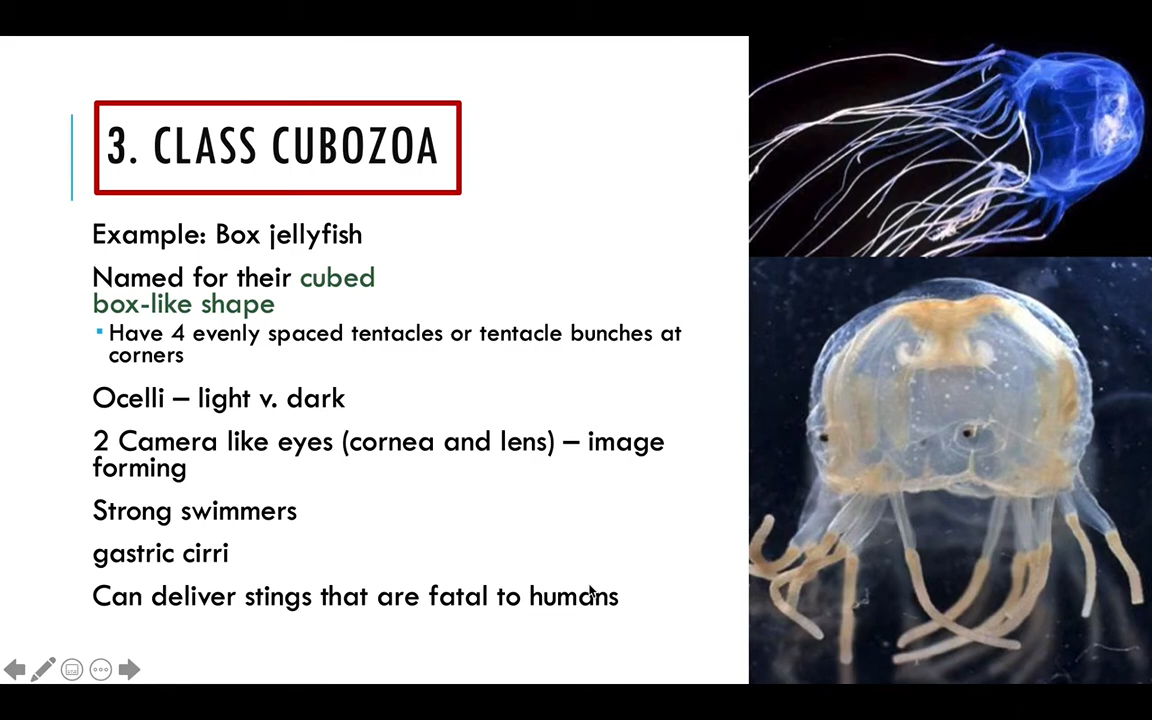 3. CLASS CUBOZOA
Example: Box jellyfish
Named for their cubed
box-like shape
Have 4 evenly spaced tentacles or tentacle bunches at
corners
Ocelli – light v. dark
2 Camera like eyes (cornea and lens) – image
forming
Strong swimmers
gastric cirri
Can deliver stings that are fatal to humans